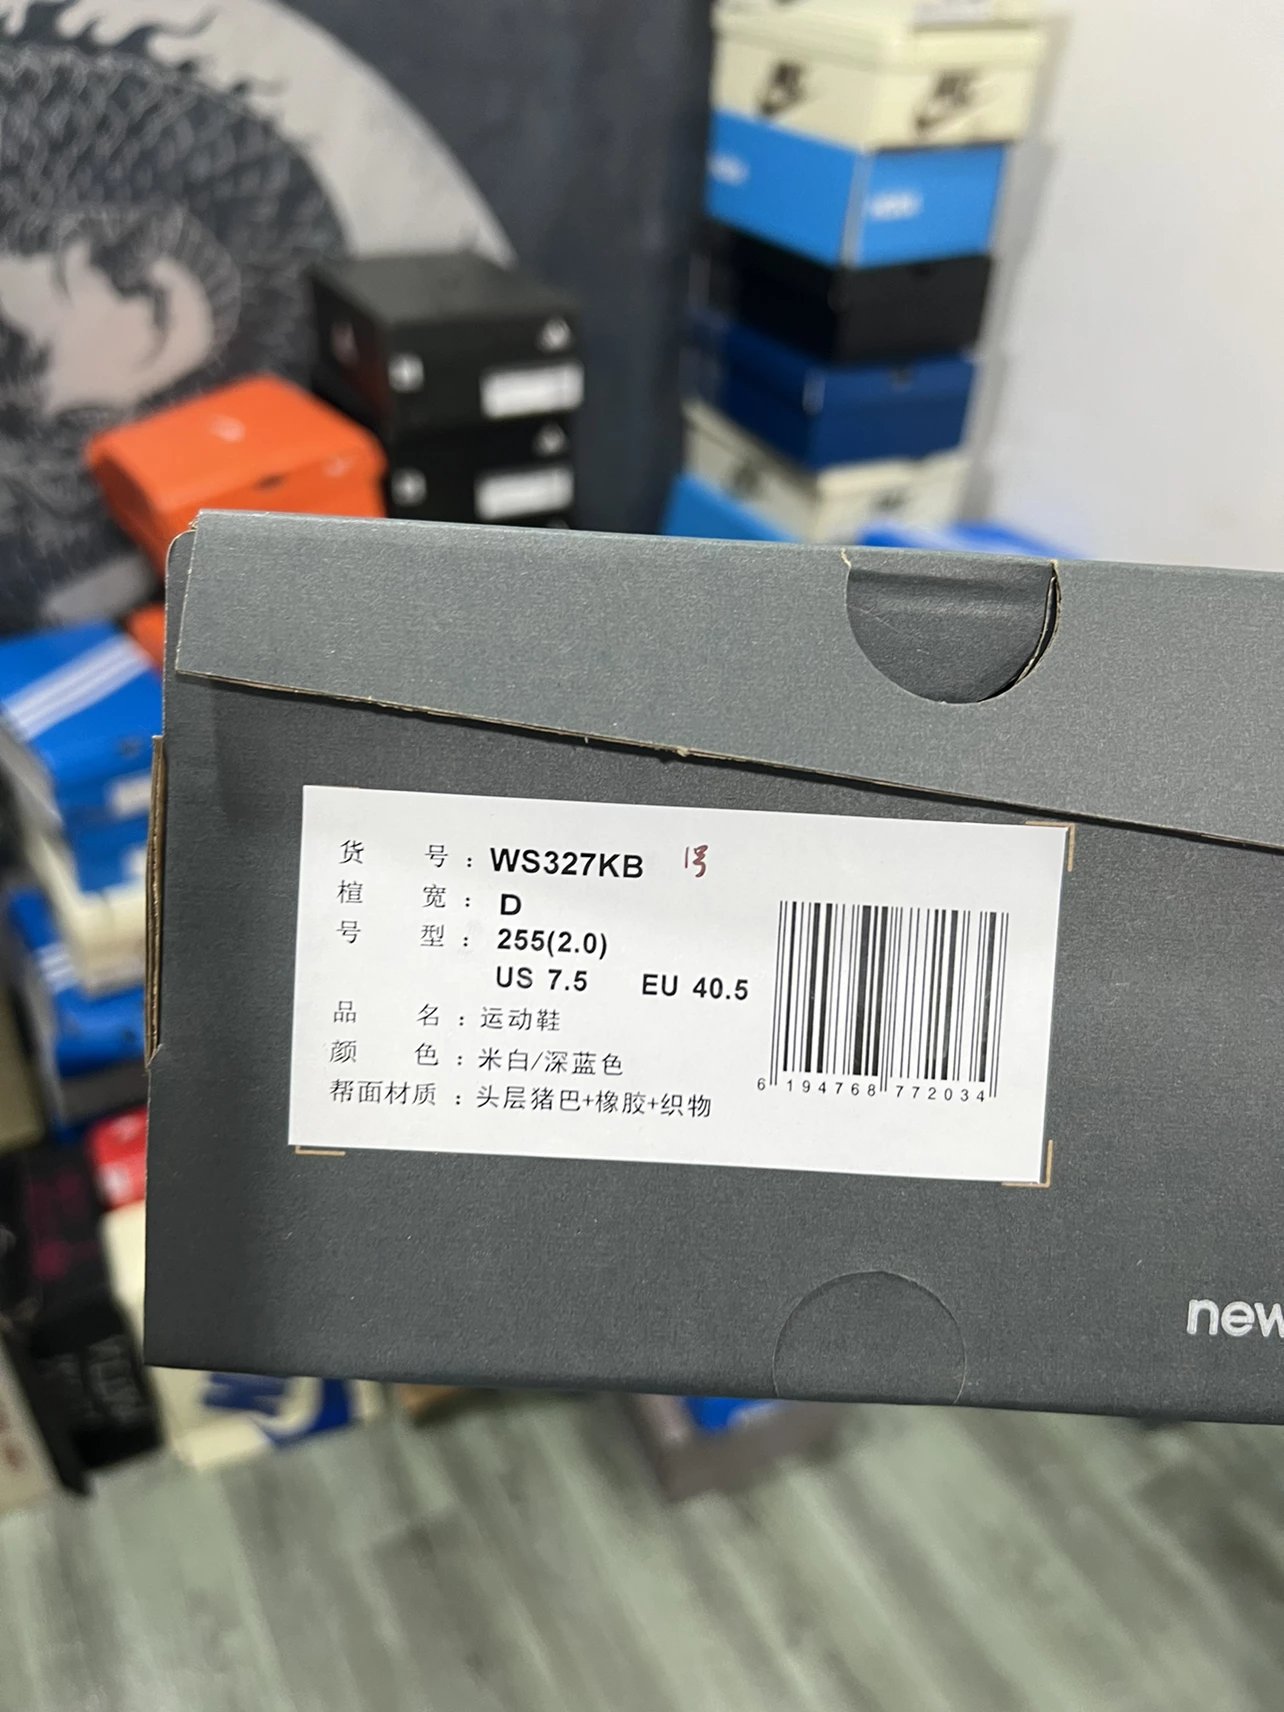 货 号 : WS327KB 1号
楦 宽 : D
号 型 : 255(2.0)
US 7.5 EU 40.5
品 名 : 运动鞋
颜 色 : 米白/深蓝色
帮面材质 : 头层猪巴+橡胶+织物
6 194768 772034
new